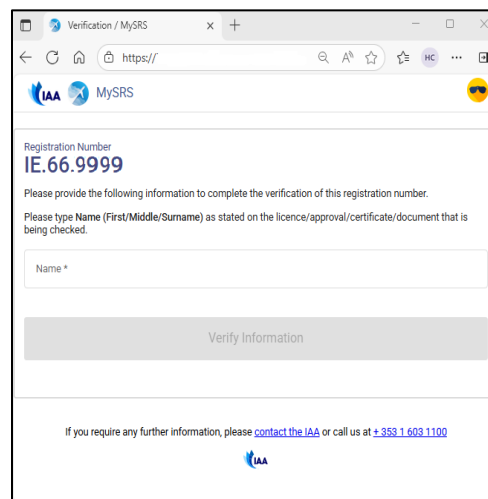 Verification / MySRS
https://
HC
IAA MySRS
Registration Number
IE.66.9999
Please provide the following information to complete the verification of this registration number.
Please type Name (First/Middle/Surname) as stated on the licence/approval/certificate/document that is
being checked.
Name *
Verify Information
If you require any further information, please contact the IAA or call us at + 353 1 603 1100
IAA